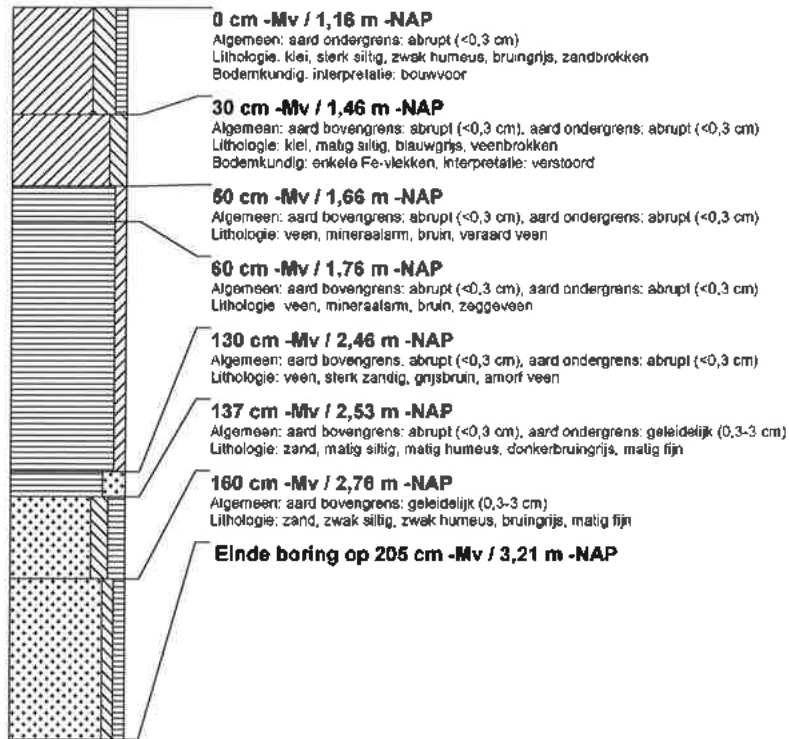 0 cm -Mv / 1,16 m -NAP
Algemeen: aard ondergrens: abrupt (<0,3 cm)
Lithologie: klei, sterk siltig, zwak humeus, bruingrijs, zandbrokken
Bodemkundig: interpretatie: bouwvoor
30 cm -Mv / 1,46 m -NAP
Algemeen: aard bovengrens: abrupt (<0,3 cm), aard ondergrens: abrupt (<0,3 cm)
Lithologie: klei, matig siltig, blauwgrijs, veenbrokken
Bodemkundig: enkele Fe-vlekken, interpretatie: verstoord
50 cm -Mv / 1,66 m -NAP
Algemeen: aard bovengrens: abrupt (<0,3 cm), aard ondergrens: abrupt (<0,3 cm)
Lithologie: veen, mineraalarm, bruin, veraard veen
60 cm -Mv / 1,76 m -NAP
Algemeen: aard bovengrens: abrupt (<0,3 cm), aard ondergrens: abrupt (<0,3 cm)
Lithologie: veen, mineraalarm, bruin, zeggeveen
130 cm -Mv / 2,46 m -NAP
Algemeen: aard bovengrens: abrupt (<0,3 cm), aard ondergrens: abrupt (<0,3 cm)
Lithologie: veen, sterk zandig, grijsbruin, amorf veen
137 cm -Mv / 2,53 m -NAP
Algemeen: aard bovengrens: abrupt (<0,3 cm), aard ondergrens: geleidelijk (0,3-3 cm)
Lithologie: zand, matig siltig, matig humeus, donkerbruingrijs, matig fijn
160 cm -Mv / 2,76 m -NAP
Algemeen: aard bovengrens: geleidelijk (0,3-3 cm)
Lithologie: zand, zwak siltig, zwak humeus, bruingrijs, matig fijn
Einde boring op 205 cm -Mv / 3,21 m -NAP